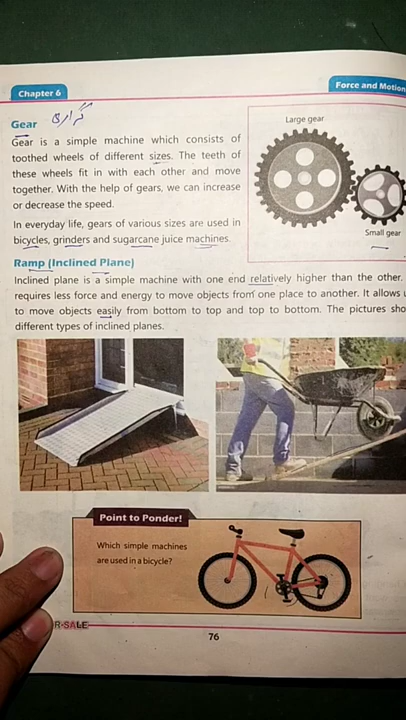 Chapter 6
Force and Motion
Gear گراری
Gear is a simple machine which consists of
toothed wheels of different sizes. The teeth of
these wheels fit in with each other and move
together. With the help of gears, we can increase
or decrease the speed.
In everyday life, gears of various sizes are used in
bicycles, grinders and sugarcane juice machines.
Large gear
Small gear
Ramp (Inclined Plane)
Inclined plane is a simple machine with one end relatively higher than the other.
requires less force and energy to move objects from one place to another. It allows
to move objects easily from bottom to top and top to bottom. The pictures sho
different types of inclined planes.
Point to Ponder!
Which simple machines
are used in a bicycle?
R-SALE
76